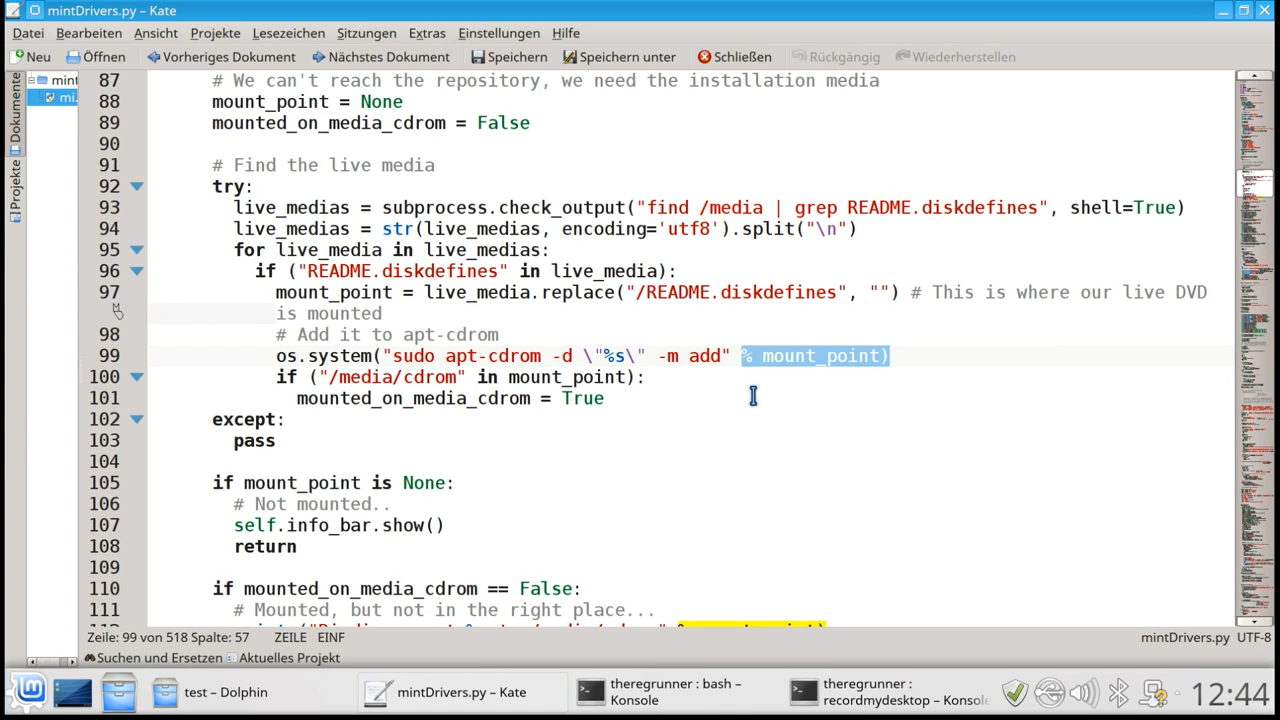 mintDrivers.py – Kate
Datei Bearbeiten Ansicht Projekte Lesezeichen Sitzungen Extras Einstellungen Hilfe
Neu Öffnen Vorheriges Dokument Nächstes Dokument Speichern Speichern unter Schließen Rückgängig Wiederherstellen
Dokumente
Projekte
mint
mi.
87 # We can't reach the repository, we need the installation media
88 mount_point = None
89 mounted_on_media_cdrom = False
90
91 # Find the live media
92 try:
93 live_medias = subprocess.check_output("find /media | grep README.diskdefines", shell=True)
94 live_medias = str(live_medias, encoding='utf8').split("\n")
95 for live_media in live_medias:
96 if ("README.diskdefines" in live_media):
97 mount_point = live_media.replace("/README.diskdefines", "") # This is where our live DVD
is mounted
98 # Add it to apt-cdrom
99 os.system("sudo apt-cdrom -d \"%s\" -m add" % mount_point)
100 if ("/media/cdrom" in mount_point):
101 mounted_on_media_cdrom = True
102 except:
103 pass
104
105 if mount_point is None:
106 # Not mounted..
107 self.info_bar.show()
108 return
109
110 if mounted_on_media_cdrom == False:
111 # Mounted, but not in the right place...
Zeile: 99 von 518 Spalte: 57 ZEILE EINF mintDrivers.py UTF-8
Suchen und Ersetzen Aktuelles Projekt
test – Dolphin mintDrivers.py – Kate theregrunner : bash – Konsole theregrunner : recordmydesktop – Konsole 12:44